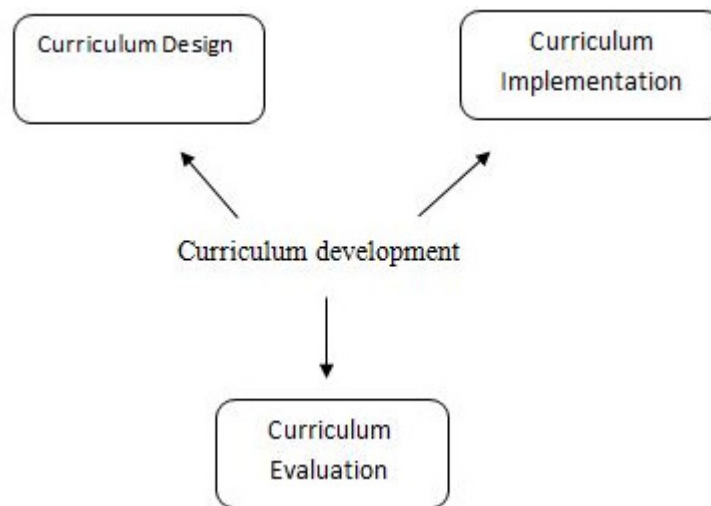 Curriculum Design
Curriculum
Implementation
Curriculum development
Curriculum
Evaluation